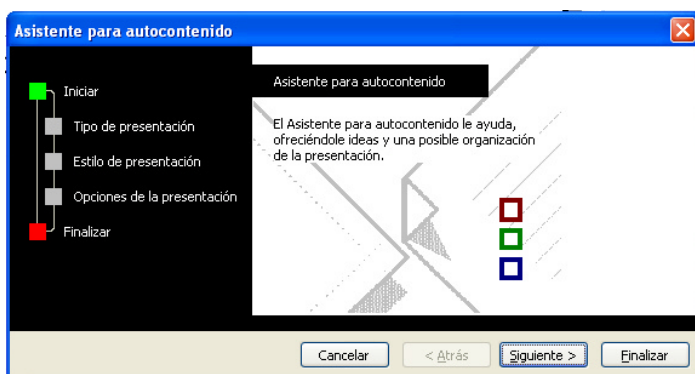 Asistente para autocontenido
Iniciar
Tipo de presentación
Estilo de presentación
Opciones de la presentación
Finalizar
Asistente para autocontenido
El Asistente para autocontenido le ayuda,
ofreciéndole ideas y una posible organización
de la presentación.
Cancelar
< Atrás
Siguiente >
Finalizar